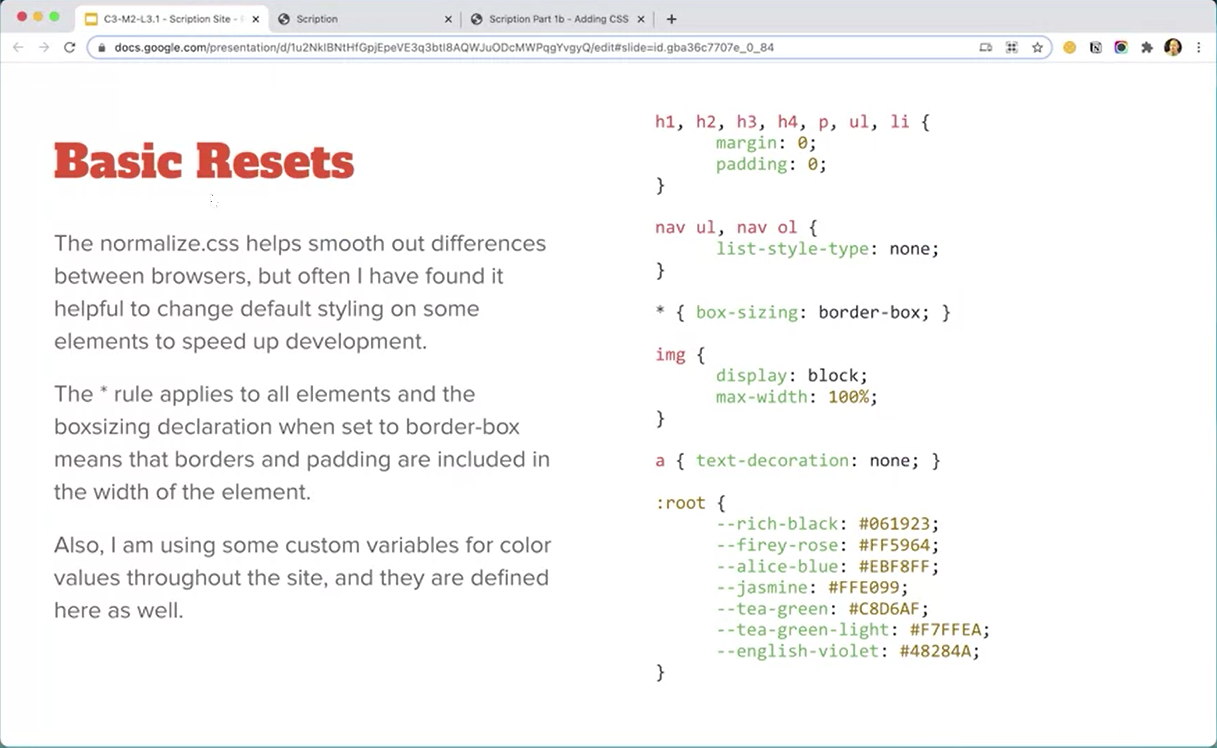 C3-M2-L3.1 - Scription Site -
Scription
Scription Part 1b - Adding CSS
docs.google.com/presentation/d/1u2NkIBNtHfGpjEpeVE3q3btI8AQWJuODcMWPqgYvgyQ/edit#slide=id.gba36c7707e_0_84
Basic Resets
The normalize.css helps smooth out differences
between browsers, but often I have found it
helpful to change default styling on some
elements to speed up development.
The * rule applies to all elements and the
boxsizing declaration when set to border-box
means that borders and padding are included in
the width of the element.
Also, I am using some custom variables for color
values throughout the site, and they are defined
here as well.
h1, h2, h3, h4, p, ul, li {
margin: 0;
padding: 0;
}
nav ul, nav ol {
list-style-type: none;
}
* { box-sizing: border-box; }
img {
display: block;
max-width: 100%;
}
a { text-decoration: none; }
:root {
--rich-black: #061923;
--firey-rose: #FF5964;
--alice-blue: #EBF8FF;
--jasmine: #FFE099;
--tea-green: #C8D6AF;
--tea-green-light: #F7FFEA;
--english-violet: #48284A;
}